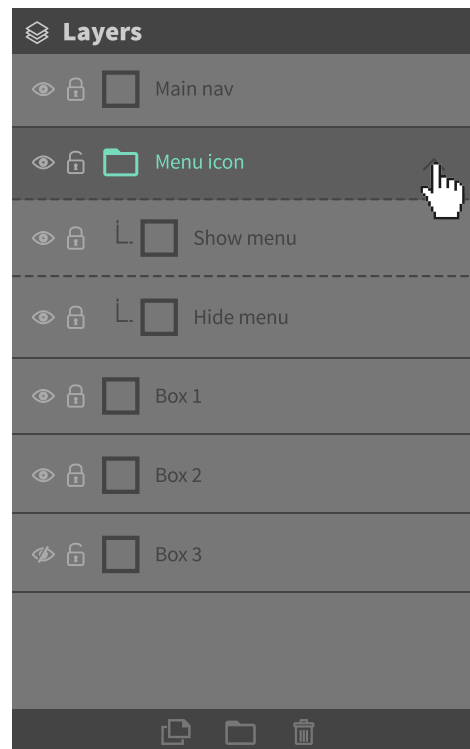 Layers
Main nav
Menu icon
Show menu
Hide menu
Box 1
Box 2
Box 3